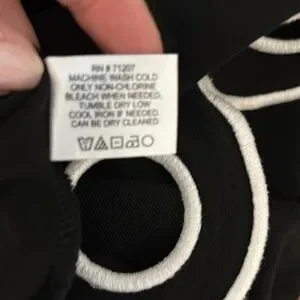 RN # 71207
MACHINE WASH COLD
ONLY NON-CHLORINE
BLEACH WHEN NEEDED,
TUMBLE DRY LOW
COOL IRON IF NEEDED.
CAN BE DRY CLEANED